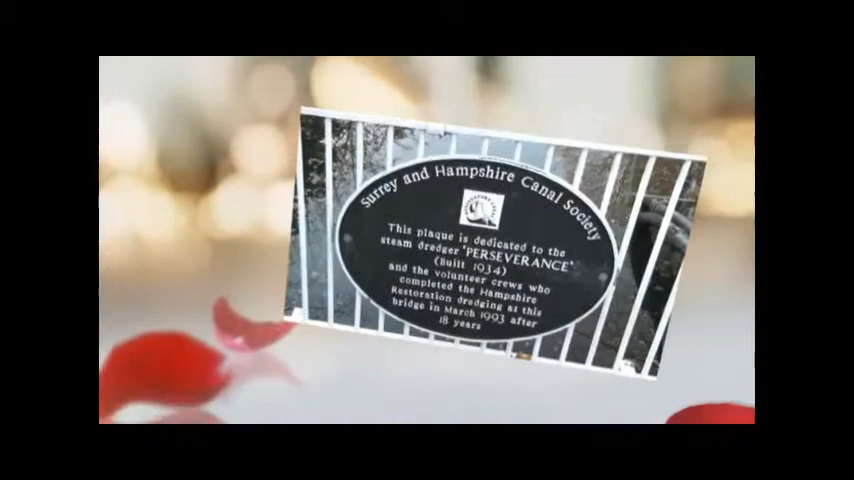 Surrey and Hampshire Canal Society
This plaque is dedicated to the
steam dredger 'PERSEVERANCE'
(Built 1934)
and the volunteer crews who
completed the Hampshire
Restoration dredging at this
bridge in March 1993 after
18 years